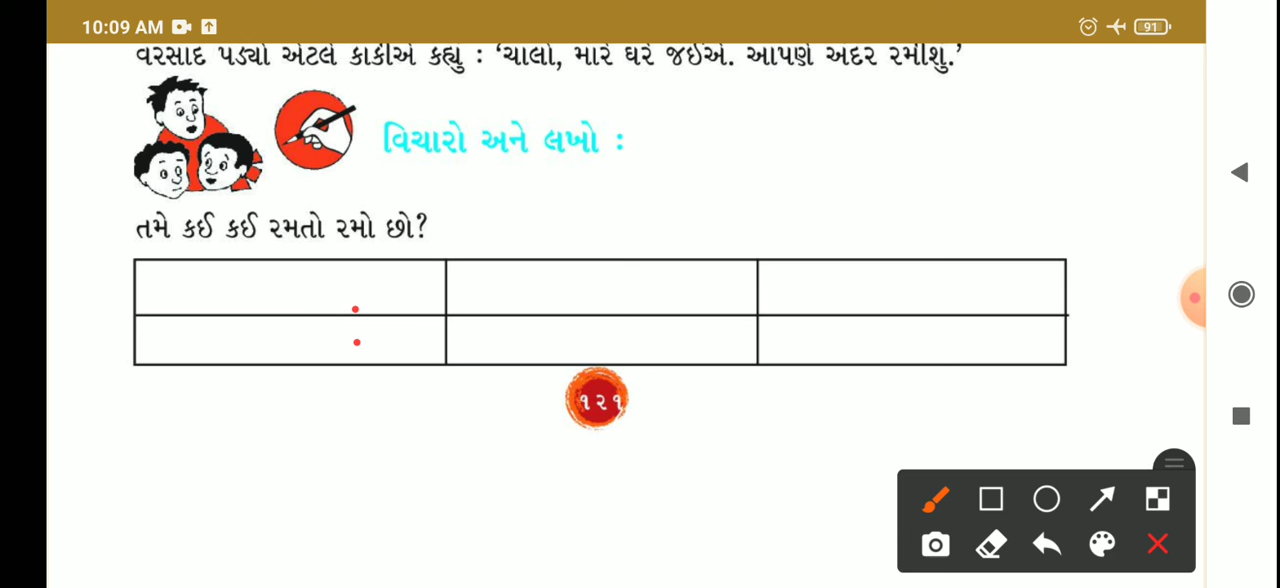 10:09 AM
91
વરસાદ પડ્યો એટલે કાકીએ કહ્યુ : ‘ચાલો, મારે ઘરે જઇએ. આપણે અંદર રમીશુ.’
વિચારો અને લખો :
તમે કઈ કઈ રમતો રમો છો?
૧૨૧